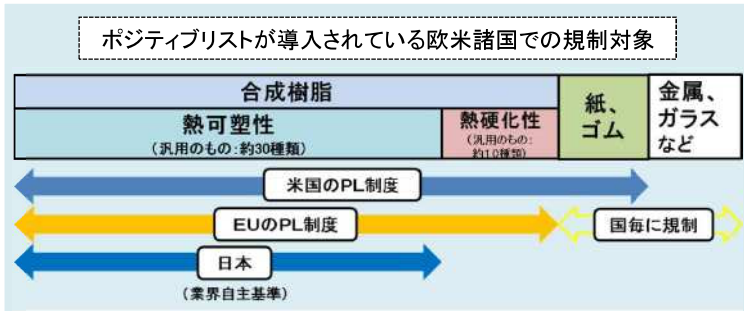 ポジティブリストが導入されている欧米諸国での規制対象
合成樹脂
熱可塑性
(汎用のもの:約30種類)
熱硬化性
(汎用のもの:
約10種類)
紙、
ゴム
金属、
ガラス
など
米国のPL制度
EUのPL制度
国毎に規制
日本
(業界自主基準)